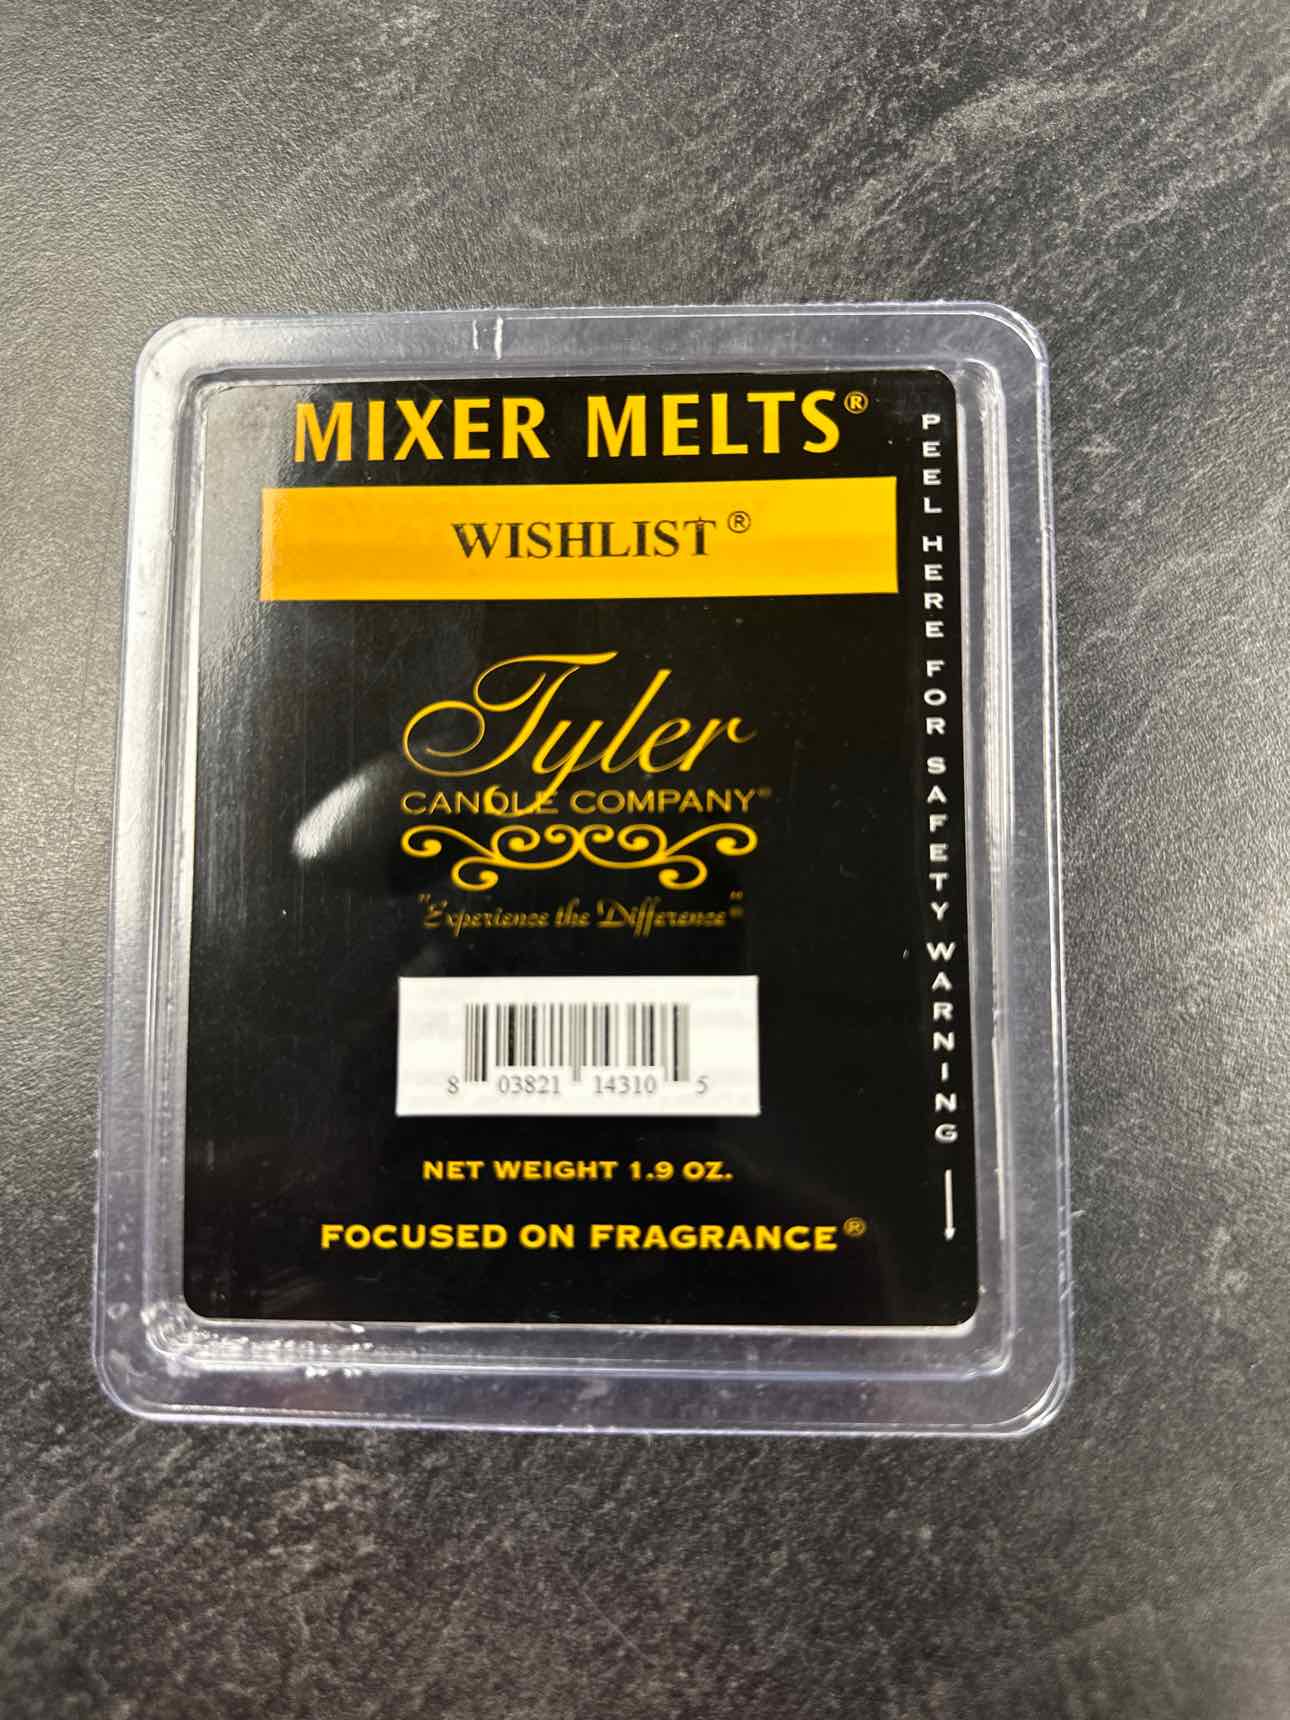 MIXER MELTS®
WISHLIST®
Tyler
CANDLE COMPANY®
"Experience the Difference"®
8 03821 14310 5
NET WEIGHT 1.9 OZ.
FOCUSED ON FRAGRANCE®
PEEL HERE FOR SAFETY WARNING